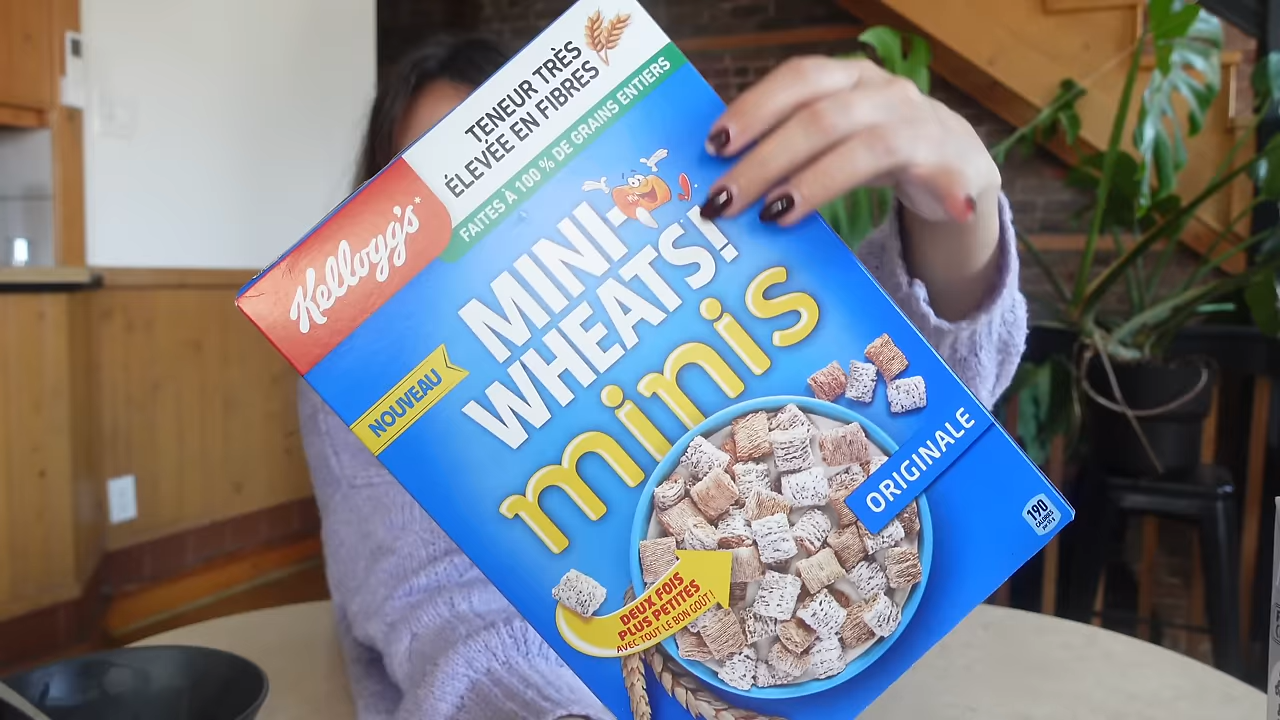 TENEUR TRÈS
ÉLEVÉE EN FIBRES
FAITES À 100 % DE GRAINS ENTIERS
Kellogg's*
MINI-
WHEATS!
minis
NOUVEAU
ORIGINALE
DEUX FOIS
PLUS PETITES
AVEC TOUT LE BON GOÛT !
190
CALORIES